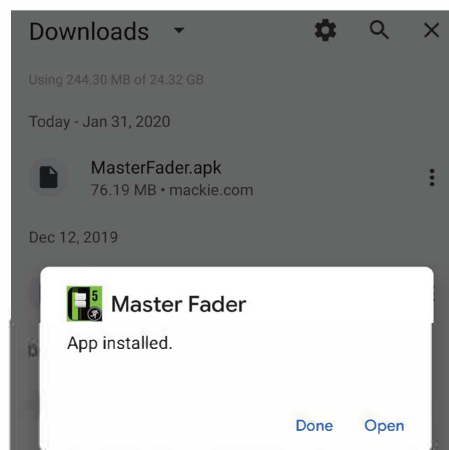 Downloads
Using 244.30 MB of 24.32 GB
Today - Jan 31, 2020
MasterFader.apk
76.19 MB • mackie.com
Dec 12, 2019
5
Master Fader
App installed.
Done Open